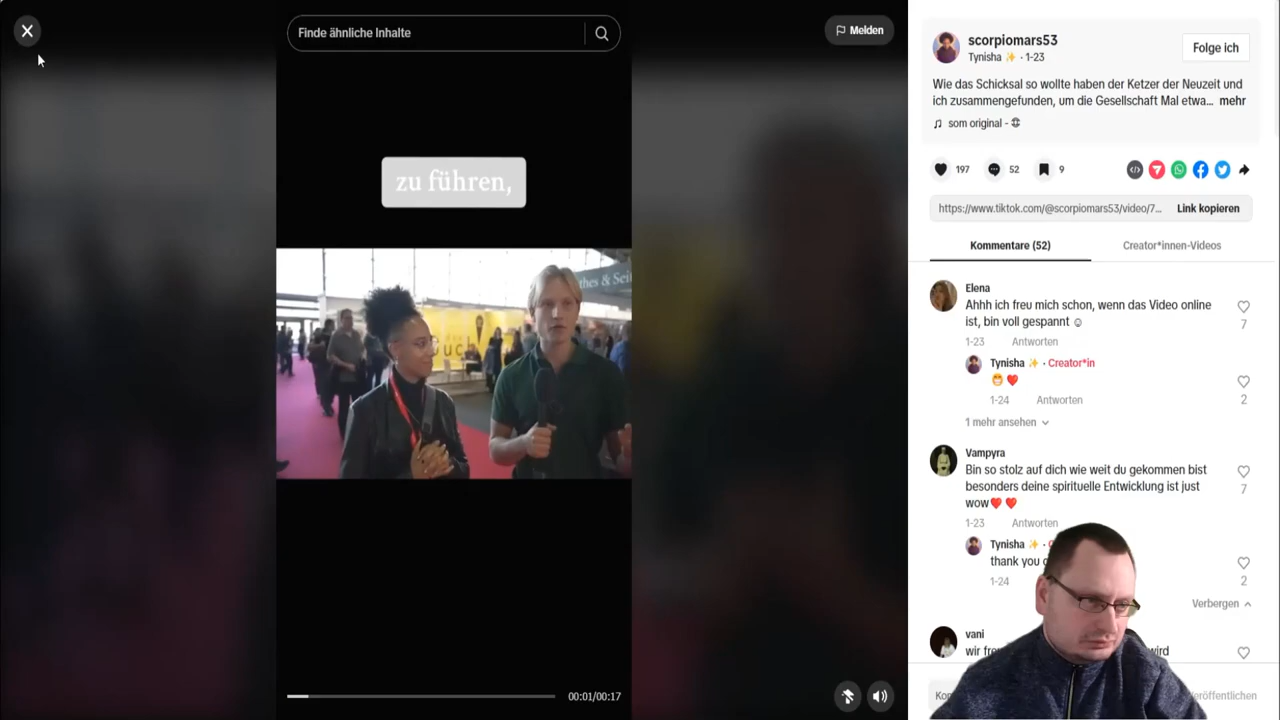 Finde ähnliche Inhalte
Melden
zu führen,
thes & Seit
Buch
00:01/00:17
scorpiomars53
Tynisha ✨ · 1-23
Folge ich
Wie das Schicksal so wollte haben der Ketzer der Neuzeit und
ich zusammengefunden, um die Gesellschaft Mal etwa... mehr
som original -
197
52
9
https://www.tiktok.com/@scorpiomars53/video/7...
Link kopieren
Kommentare (52)
Creator*innen-Videos
Elena
Ahhh ich freu mich schon, wenn das Video online
ist, bin voll gespannt ☺
7
1-23 Antworten
Tynisha ✨ · Creator*in
😁❤️
1-24 Antworten
2
1 mehr ansehen
Vampyra
Bin so stolz auf dich wie weit du gekommen bist
besonders deine spirituelle Entwicklung ist just
wow❤️❤️
7
1-23 Antworten
Tynisha ✨ ·
thank you
1-24
2
Verbergen
vani
wir wird
Kom
eröffentlichen